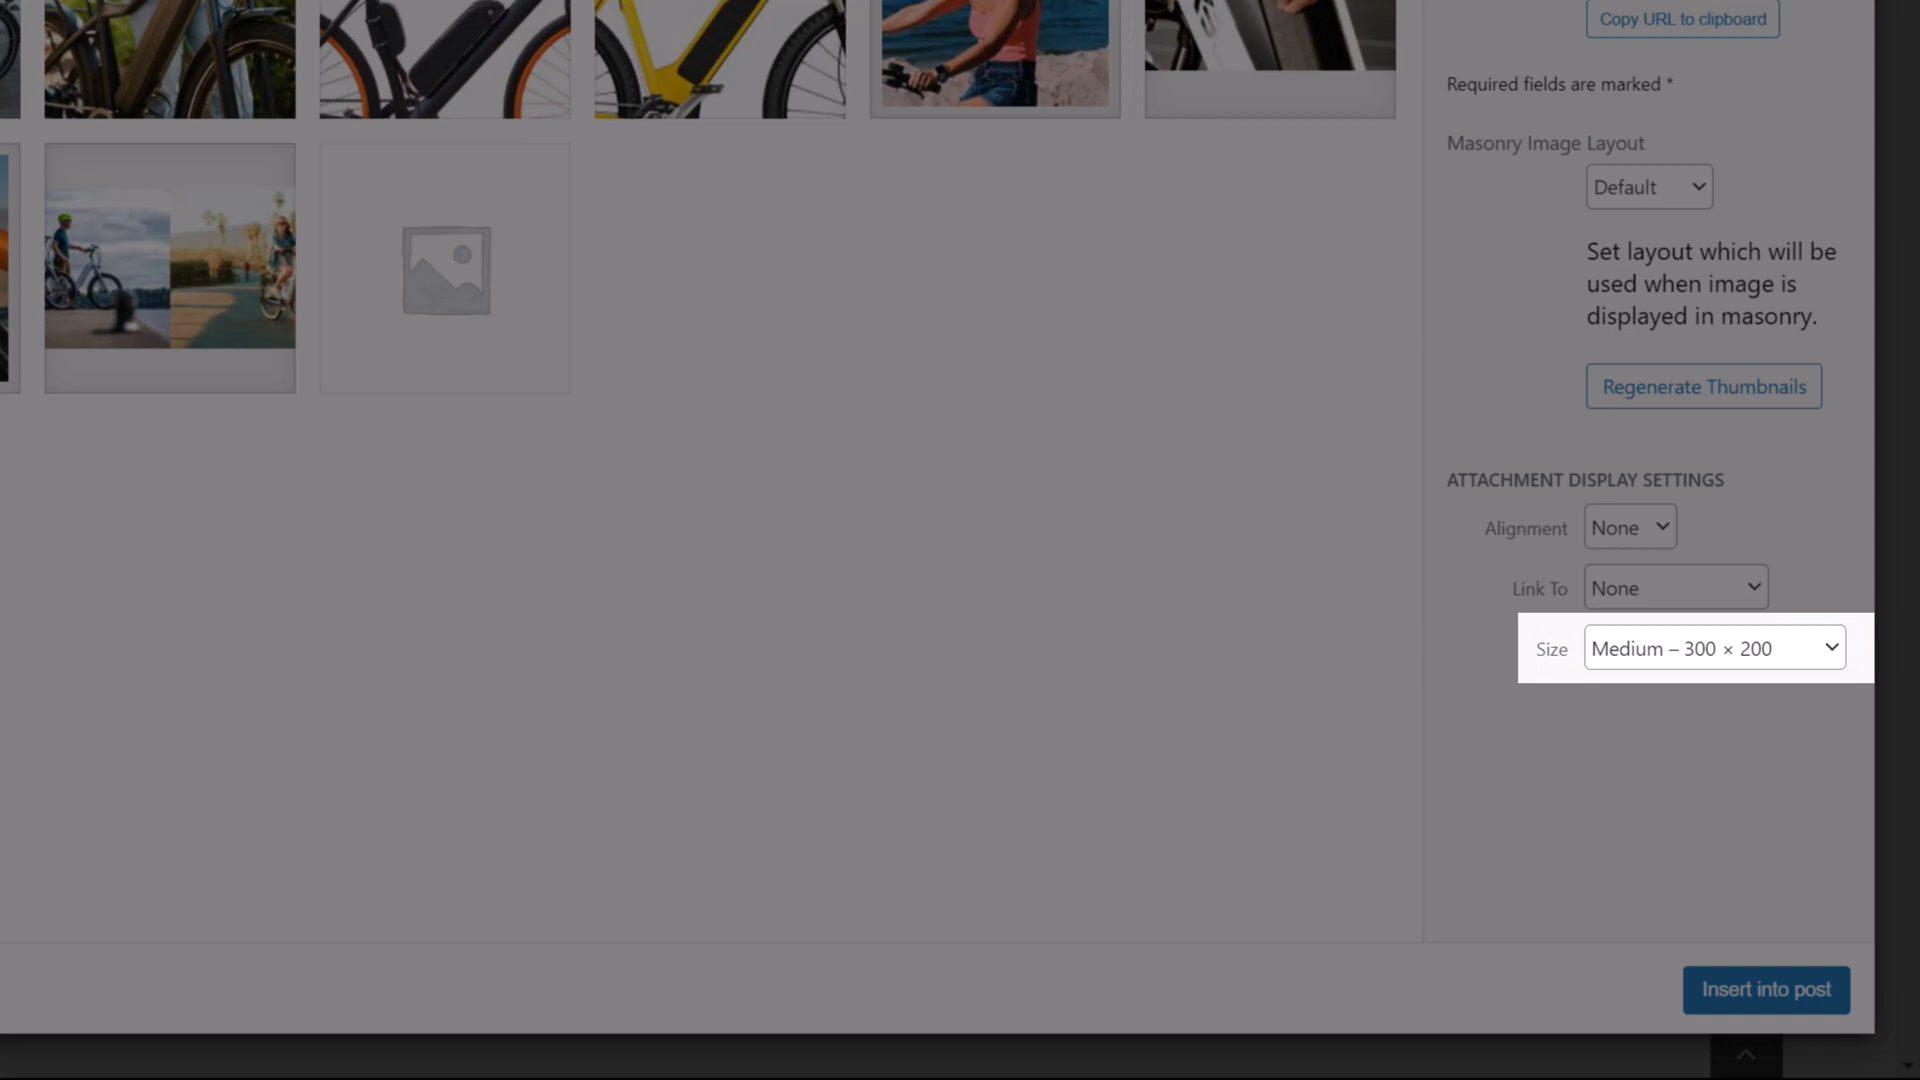 Copy URL to clipboard
Required fields are marked *
Masonry Image Layout
Default
Set layout which will be
used when image is
displayed in masonry.
Regenerate Thumbnails
ATTACHMENT DISPLAY SETTINGS
Alignment None
Link To None
Size Medium – 300 × 200
Insert into post